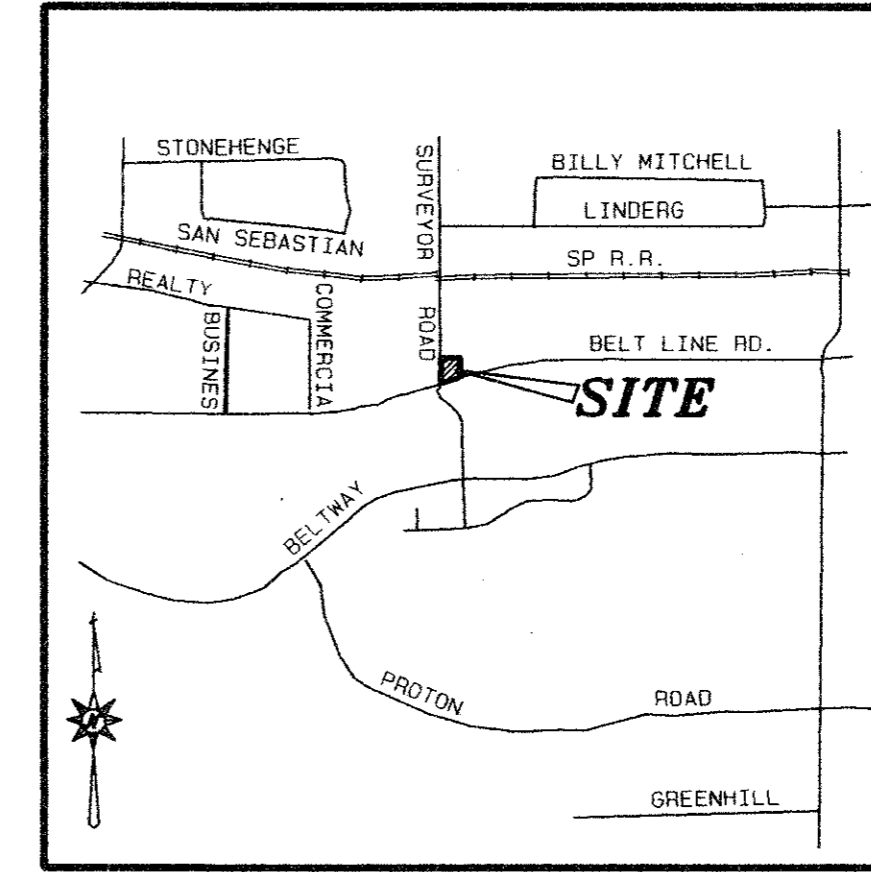 STONEHENGE
SURVEYOR ROAD
BILLY MITCHELL
LINDERG
SAN SEBASTIAN
SP R.R.
REALTY
BUSINES
COMMERCIA
BELT LINE RD.
SITE
BELTWAY
PROTON ROAD
N
GREENHILL